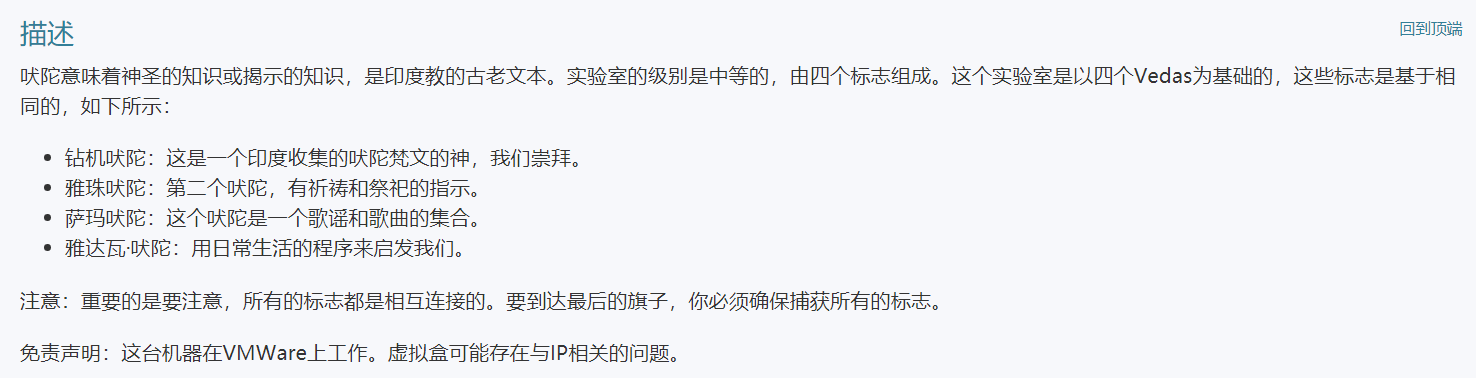 描述
回到顶端
吠陀意味着神圣的知识或揭示的知识，是印度教的古老文本。实验室的级别是中等的，由四个标志组成。这个实验室是以四个Vedas为基础的，这些标志是基于相
同的，如下所示：
• 钻机吠陀：这是一个印度收集的吠陀梵文的神，我们崇拜。
• 雅珠吠陀：第二个吠陀，有祈祷和祭祀的指示。
• 萨玛吠陀：这个吠陀是一个歌谣和歌曲的集合。
• 雅达瓦·吠陀：用日常生活的程序来启发我们。
注意：重要的是要注意，所有的标志都是相互连接的。要到达最后的旗子，你必须确保捕获所有的标志。
免责声明：这台机器在VMWare上工作。虚拟盒可能存在与IP相关的问题。